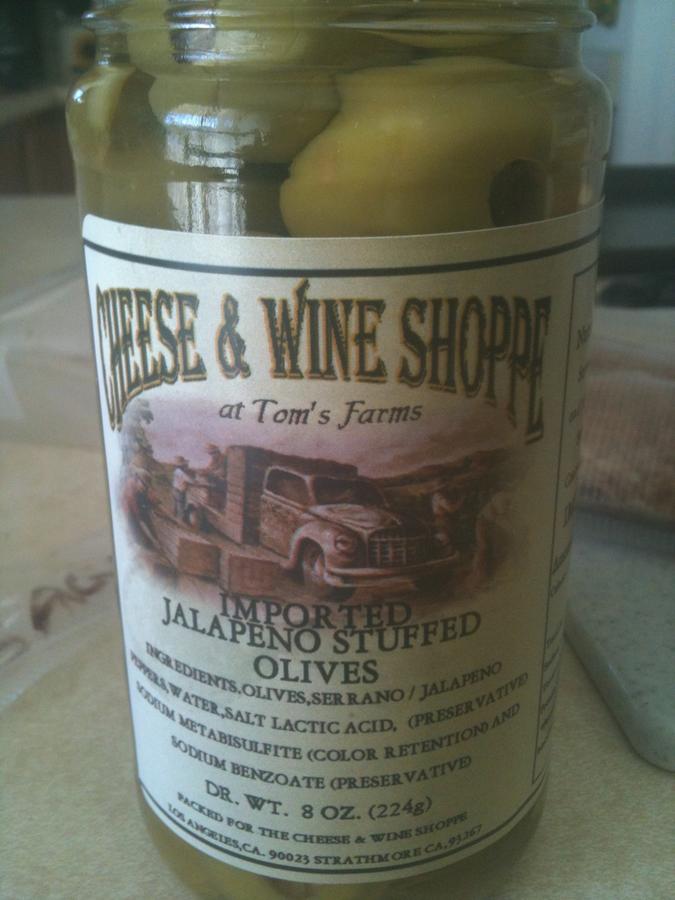 CHEESE & WINE SHOPPE
at Tom's Farms
IMPORTED
JALAPENO STUFFED
OLIVES
INGREDIENTS,OLIVES,SERRANO / JALAPENO
PEPPERS,WATER,SALT LACTIC ACID, (PRESERVATIVE)
SODIUM METABISULFITE (COLOR RETENTION) AND
SODIUM BENZOATE (PRESERVATIVE)
DR. WT. 8 OZ. (224g)
PACKED FOR THE CHEESE & WINE SHOPPE
LOS ANGELES,CA. 90023 STRATHMORE CA,93267